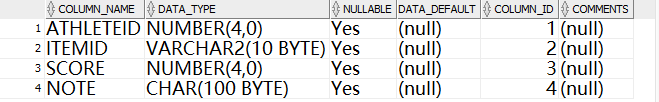 COLUMN_NAME DATA_TYPE NULLABLE DATA_DEFAULT COLUMN_ID COMMENTS
1 ATHLETEID NUMBER(4,0) Yes (null) 1 (null)
2 ITEMID VARCHAR2(10 BYTE) Yes (null) 2 (null)
3 SCORE NUMBER(4,0) Yes (null) 3 (null)
4 NOTE CHAR(100 BYTE) Yes (null) 4 (null)